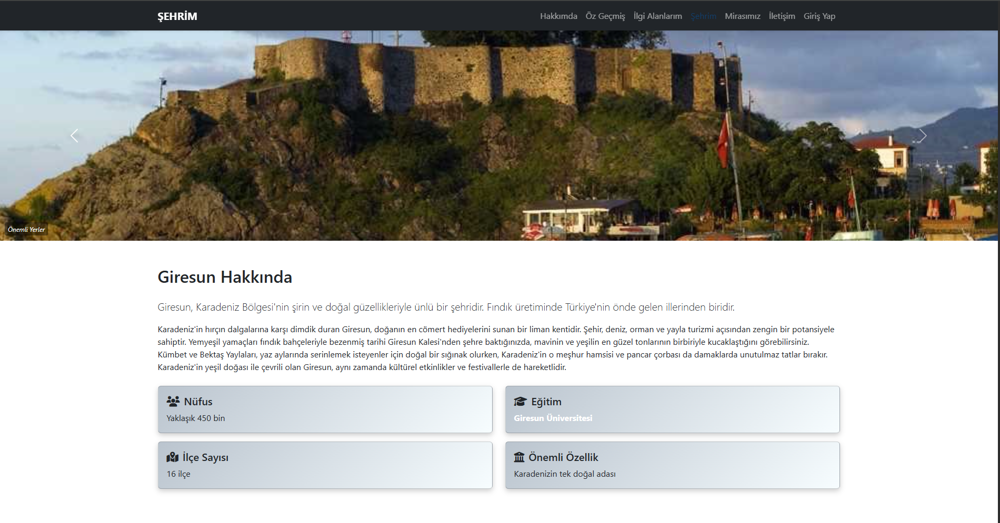 ŞEHRİM
Hakkımda Öz Geçmiş İlgi Alanlarım Şehrim Mirasımız İletişim Giriş Yap
Önemli Yerler
Giresun Hakkında
Giresun, Karadeniz Bölgesi'nin şirin ve doğal güzellikleriyle ünlü bir şehridir. Fındık üretiminde Türkiye'nin önde gelen illerinden biridir.
Karadeniz'in hırçın dalgalarına karşı dimdik duran Giresun, doğanın en cömert hediyelerini sunan bir liman kentidir. Şehir, deniz, orman ve yayla turizmi açısından zengin bir potansiyele
sahiptir. Yemyeşil yamaçları fındık bahçeleriyle bezenmiş tarihi Giresun Kalesi'nden şehre baktığınızda, mavinin ve yeşilin en güzel tonlarının birbiriyle kucaklaştığını görebilirsiniz.
Kümbet ve Bektaş Yaylaları, yaz aylarında serinlemek isteyenler için doğal bir sığınak olurken, Karadeniz'in o meşhur hamsisi ve pancar çorbası da damaklarda unutulmaz tatlar bırakır.
Karadeniz'in yeşil doğası ile çevrili olan Giresun, aynı zamanda kültürel etkinlikler ve festivallerle de hareketlidir.
Nüfus
Yaklaşık 450 bin
Eğitim
Giresun Üniversitesi
İlçe Sayısı
16 ilçe
Önemli Özellik
Karadenizin tek doğal adası